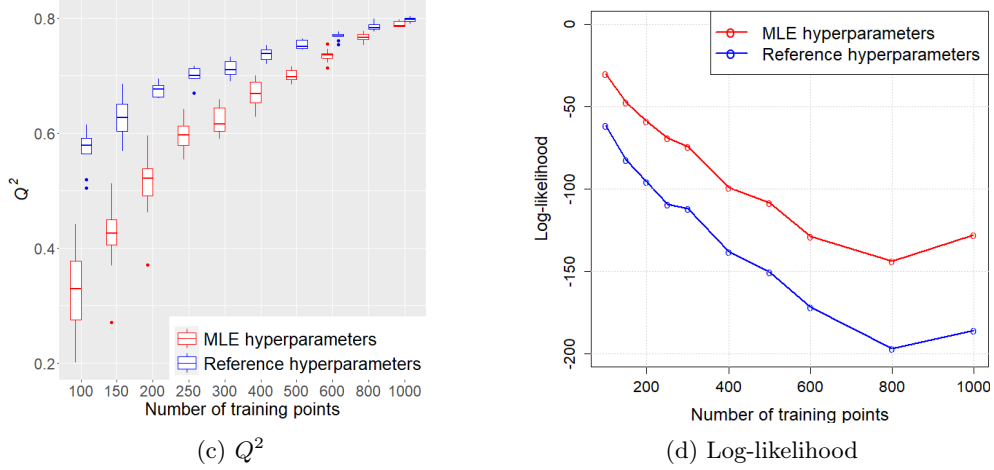 0.8
0.6
0.4
0.2
Q²
100 150 200 250 300 400 500 600 800 1000
Number of training points
MLE hyperparameters
Reference hyperparameters
(c) Q²
0
-50
-100
-150
-200
Log-likelihood
200 400 600 800 1000
Number of training points
MLE hyperparameters
Reference hyperparameters
(d) Log-likelihood